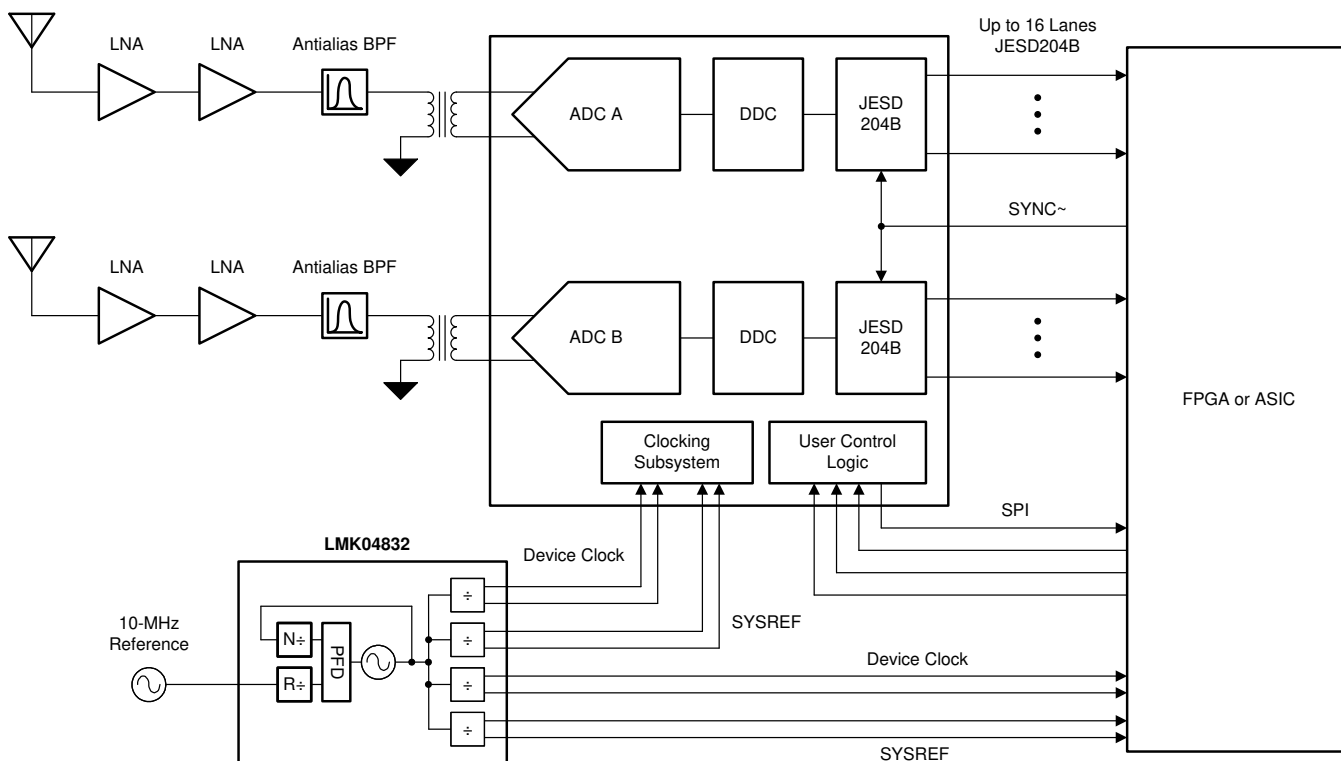 Up to 16 Lanes
JESD204B
LNA
LNA
Antialias BPF
ADC A
DDC
JESD
204B
SYNC~
LNA
LNA
Antialias BPF
ADC B
DDC
JESD
204B
FPGA or ASIC
Clocking
Subsystem
User Control
Logic
SPI
LMK04832
Device Clock
10-MHz
Reference
N÷
R÷
PFD
÷
÷
÷
÷
SYSREF
Device Clock
SYSREF